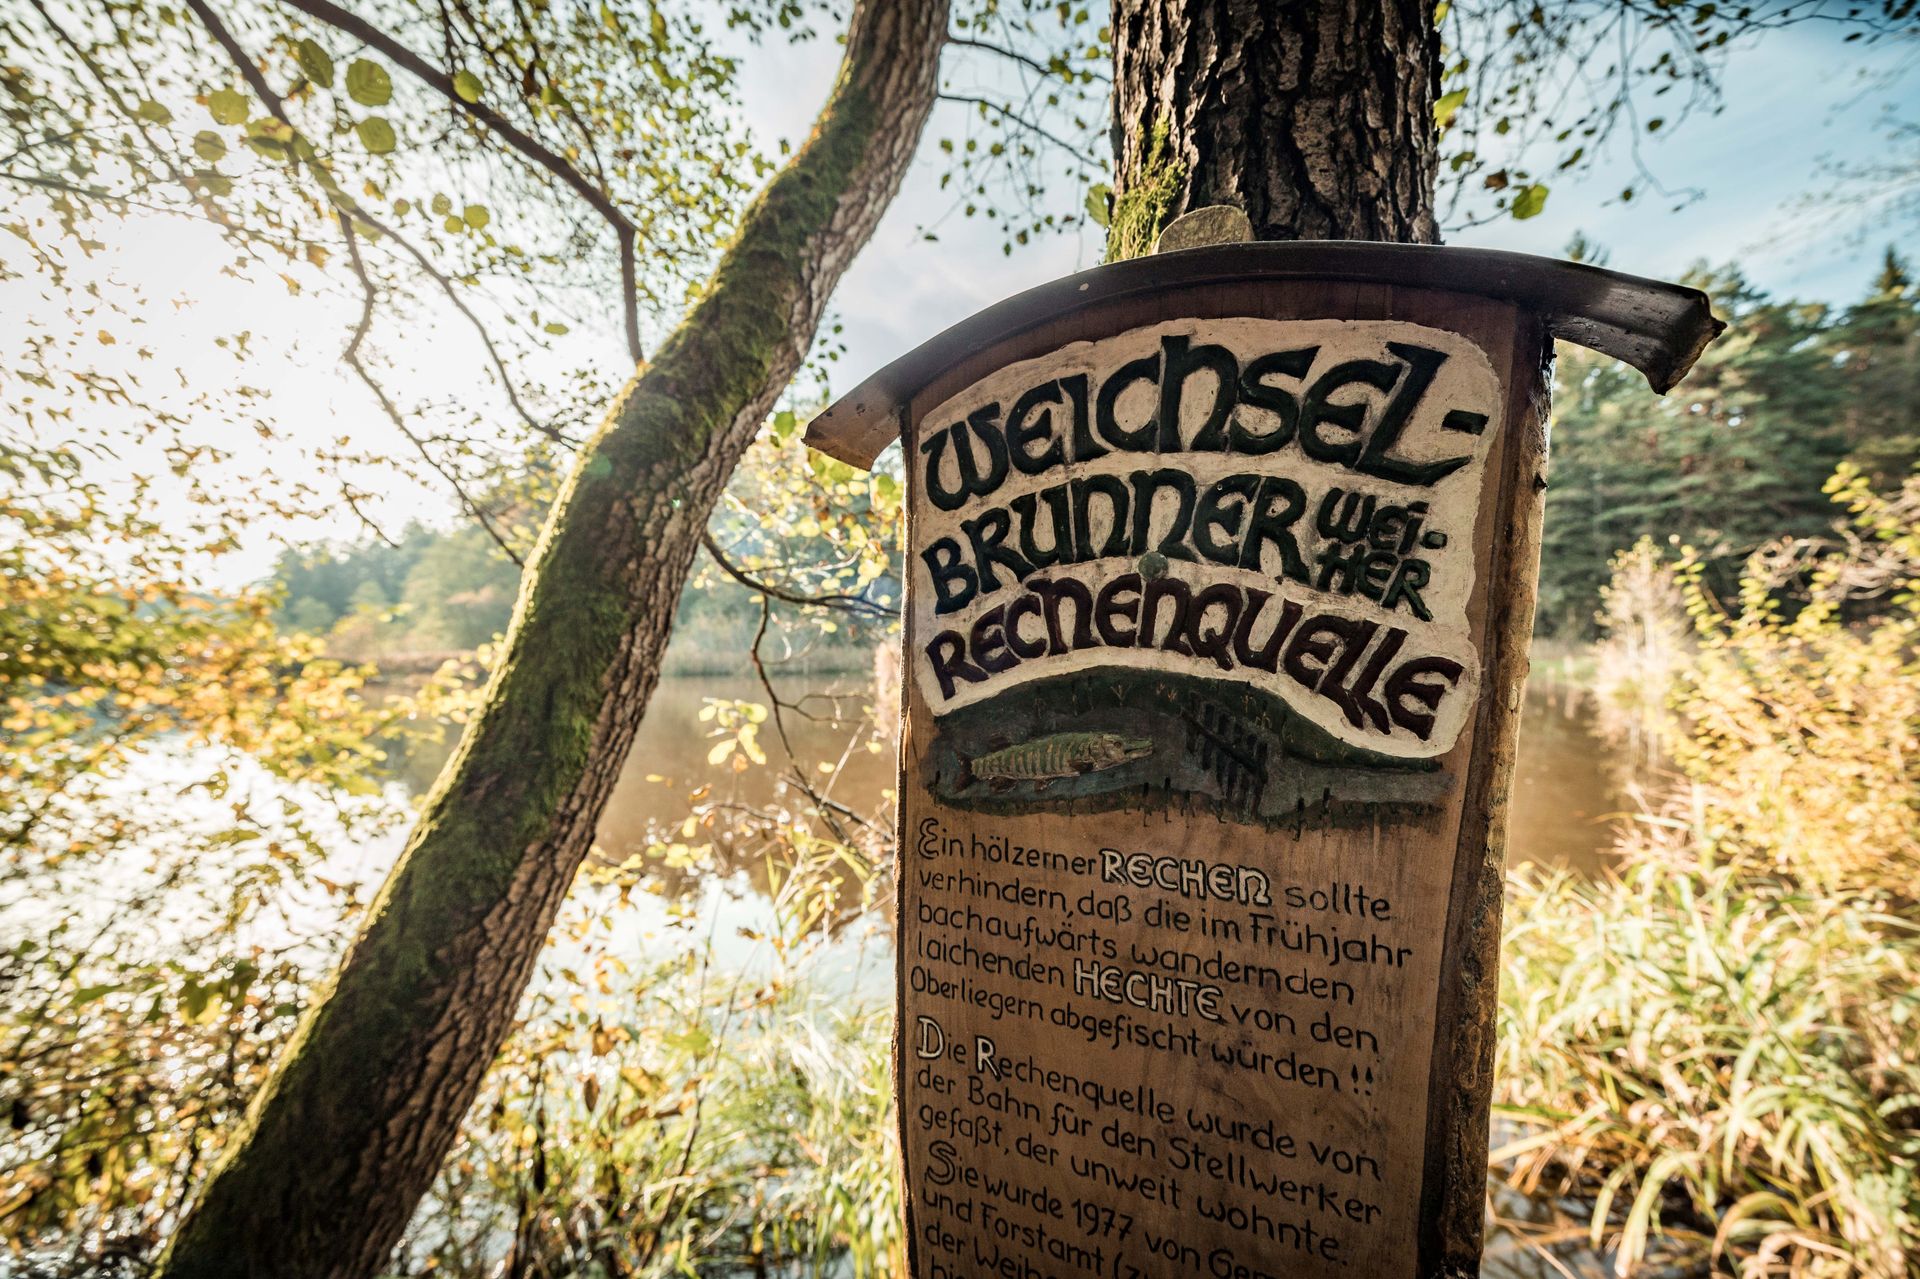 WEICHSEL-
BRUNNER WEI-
HER
RECHENQUELLE
Ein hölzerner RECHEN sollte
verhindern, daß die im Frühjahr
bachaufwärts wandernden
laichenden HECHTE von den
Oberliegern abgefischt würden !!
Die Rechenquelle wurde von
der Bahn für den Stellwerker
gefaßt, der unweit wohnte.
Sie wurde 1977 von
und Forstamt
der